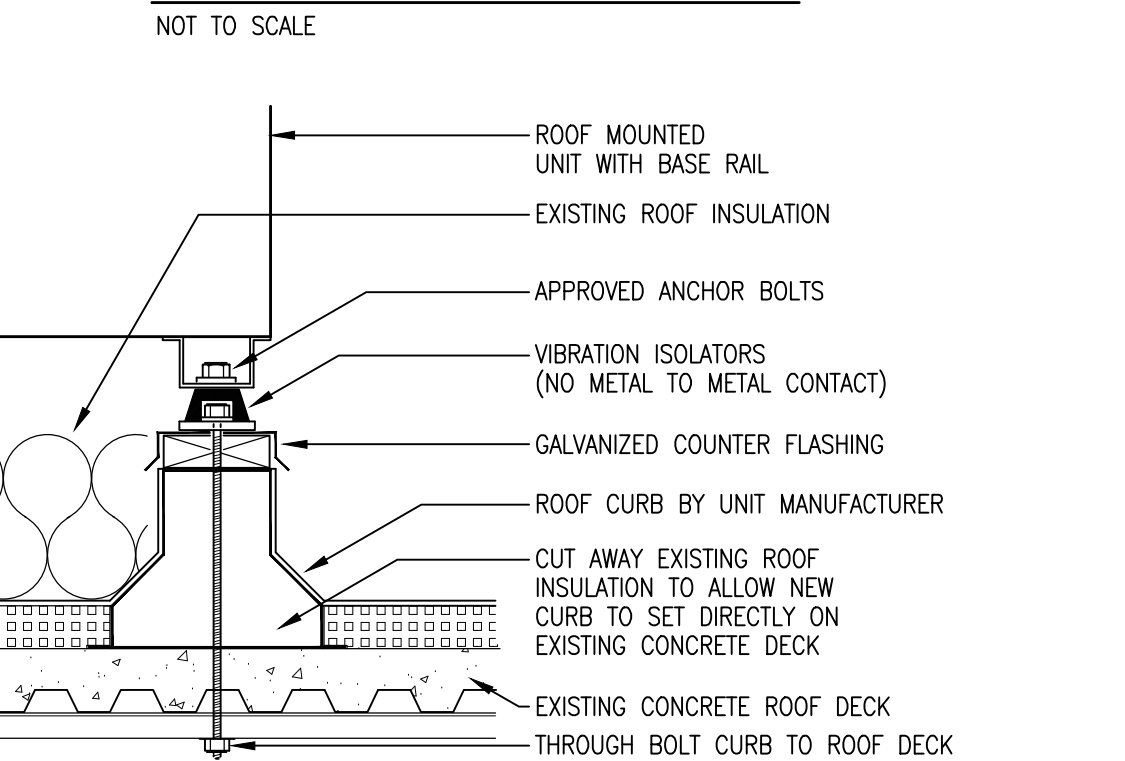 NOT TO SCALE
ROOF MOUNTED
UNIT WITH BASE RAIL
EXISTING ROOF INSULATION
APPROVED ANCHOR BOLTS
VIBRATION ISOLATORS
(NO METAL TO METAL CONTACT)
GALVANIZED COUNTER FLASHING
ROOF CURB BY UNIT MANUFACTURER
CUT AWAY EXISTING ROOF
INSULATION TO ALLOW NEW
CURB TO SET DIRECTLY ON
EXISTING CONCRETE DECK
EXISTING CONCRETE ROOF DECK
THROUGH BOLT CURB TO ROOF DECK